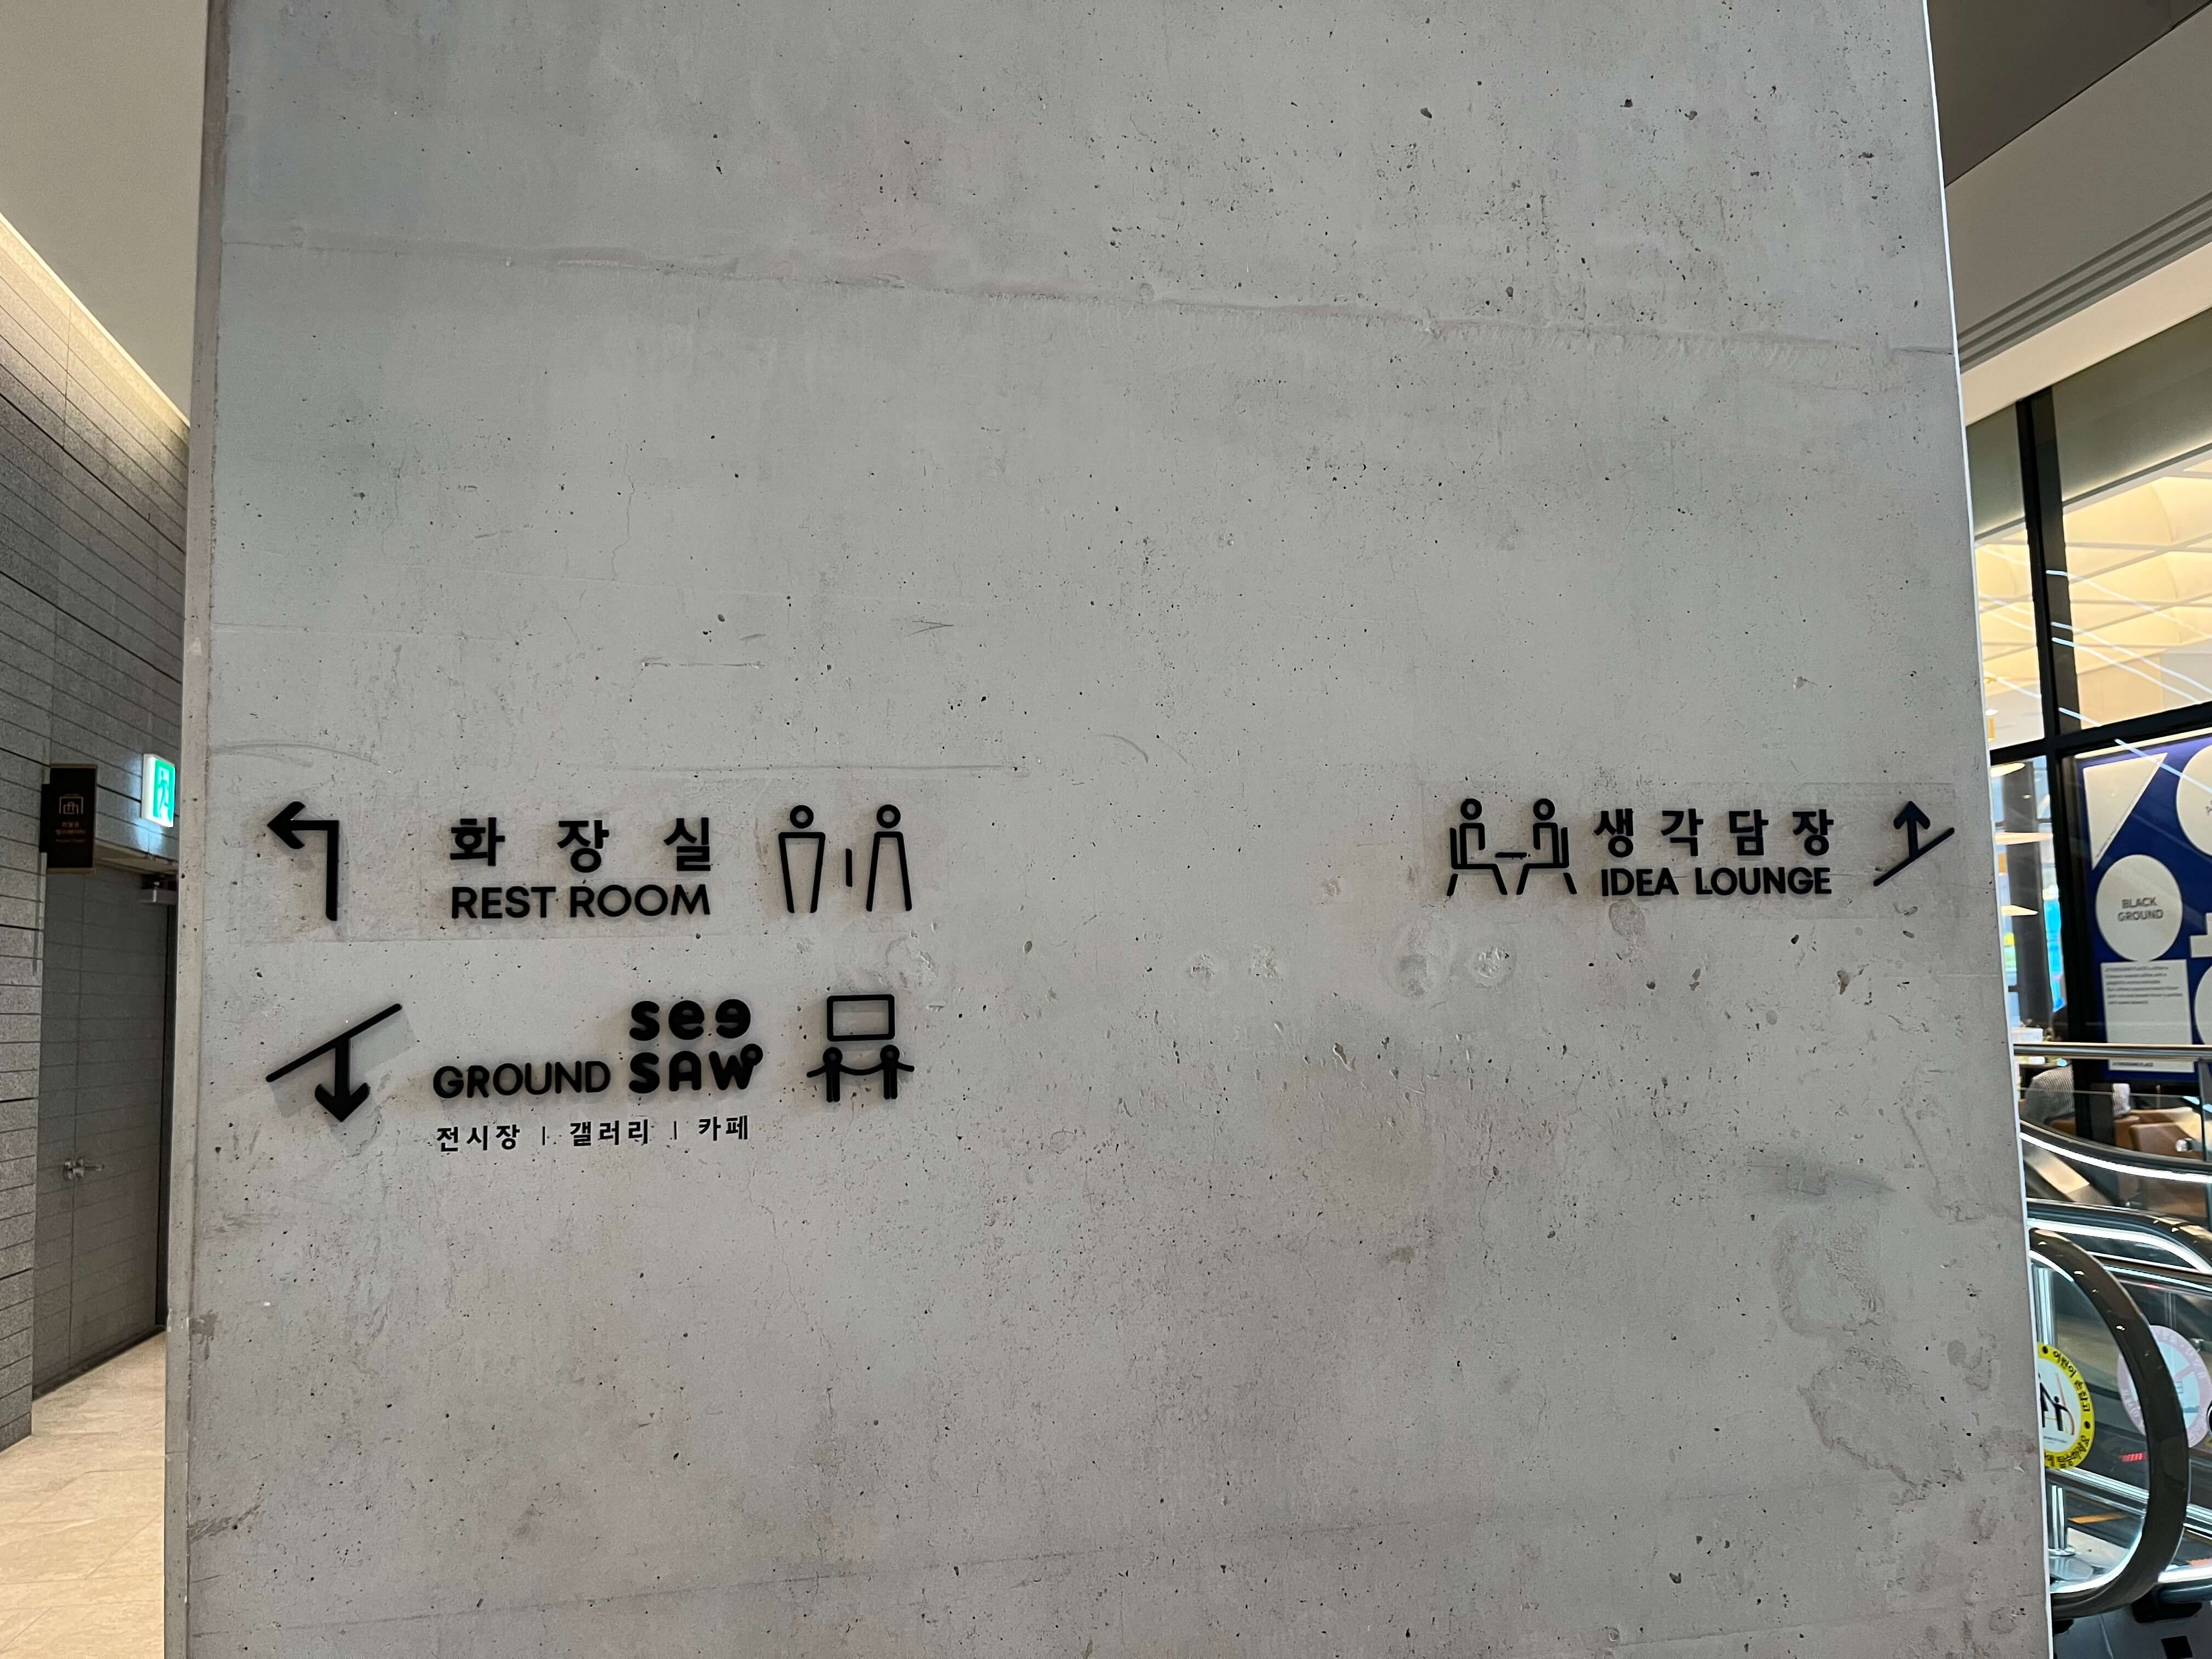 화장실
REST ROOM
see
GROUND SAW
전시장 | 갤러리 | 카페
생각담장
IDEA LOUNGE
BLACK
GROUND